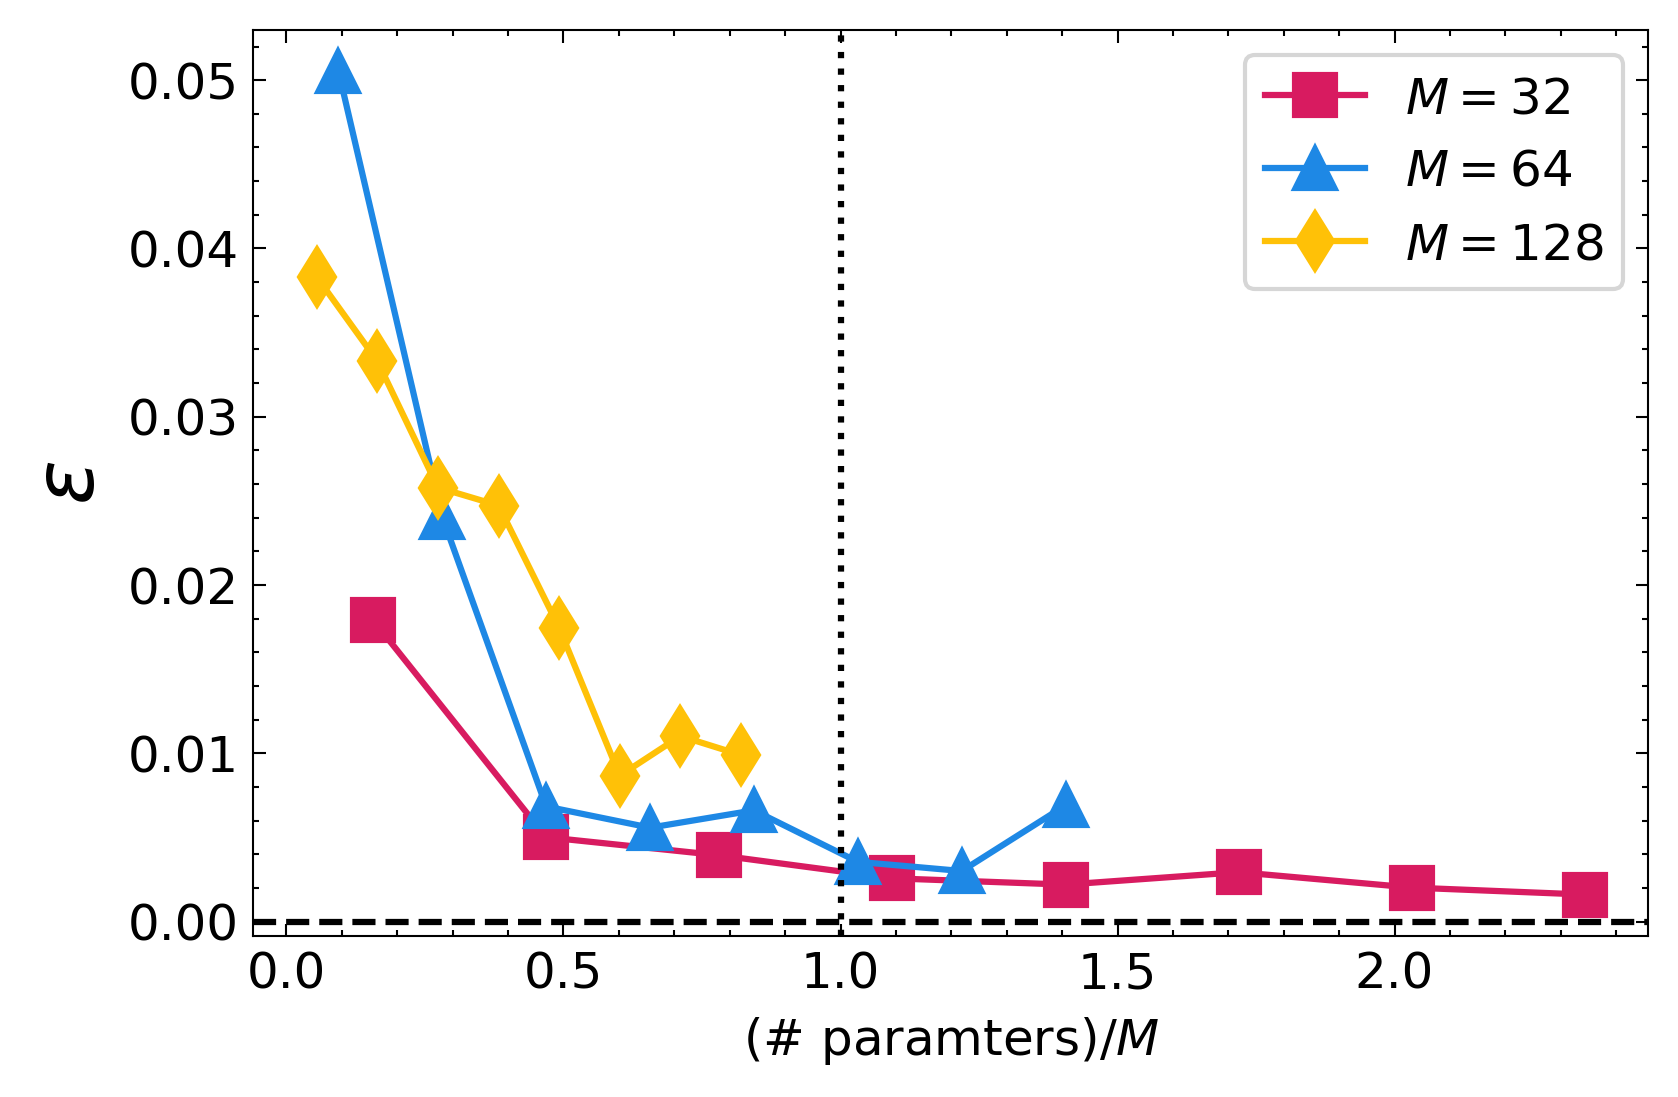 0.05
0.04
0.03
0.02
0.01
0.00
ε
0.0 0.5 1.0 1.5 2.0
(# paramters)/M
M = 32
M = 64
M = 128